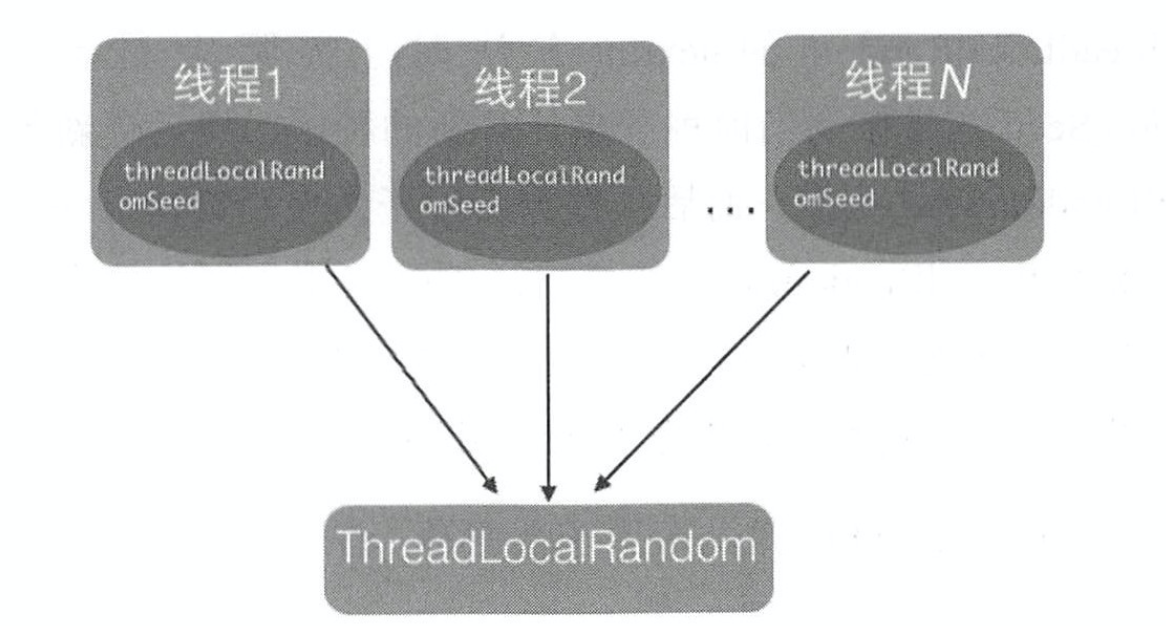 线程1
threadLocalRand
omSeed
线程2
threadLocalRand
omSeed
...
线程N
threadLocalRand
omSeed
ThreadLocalRandom